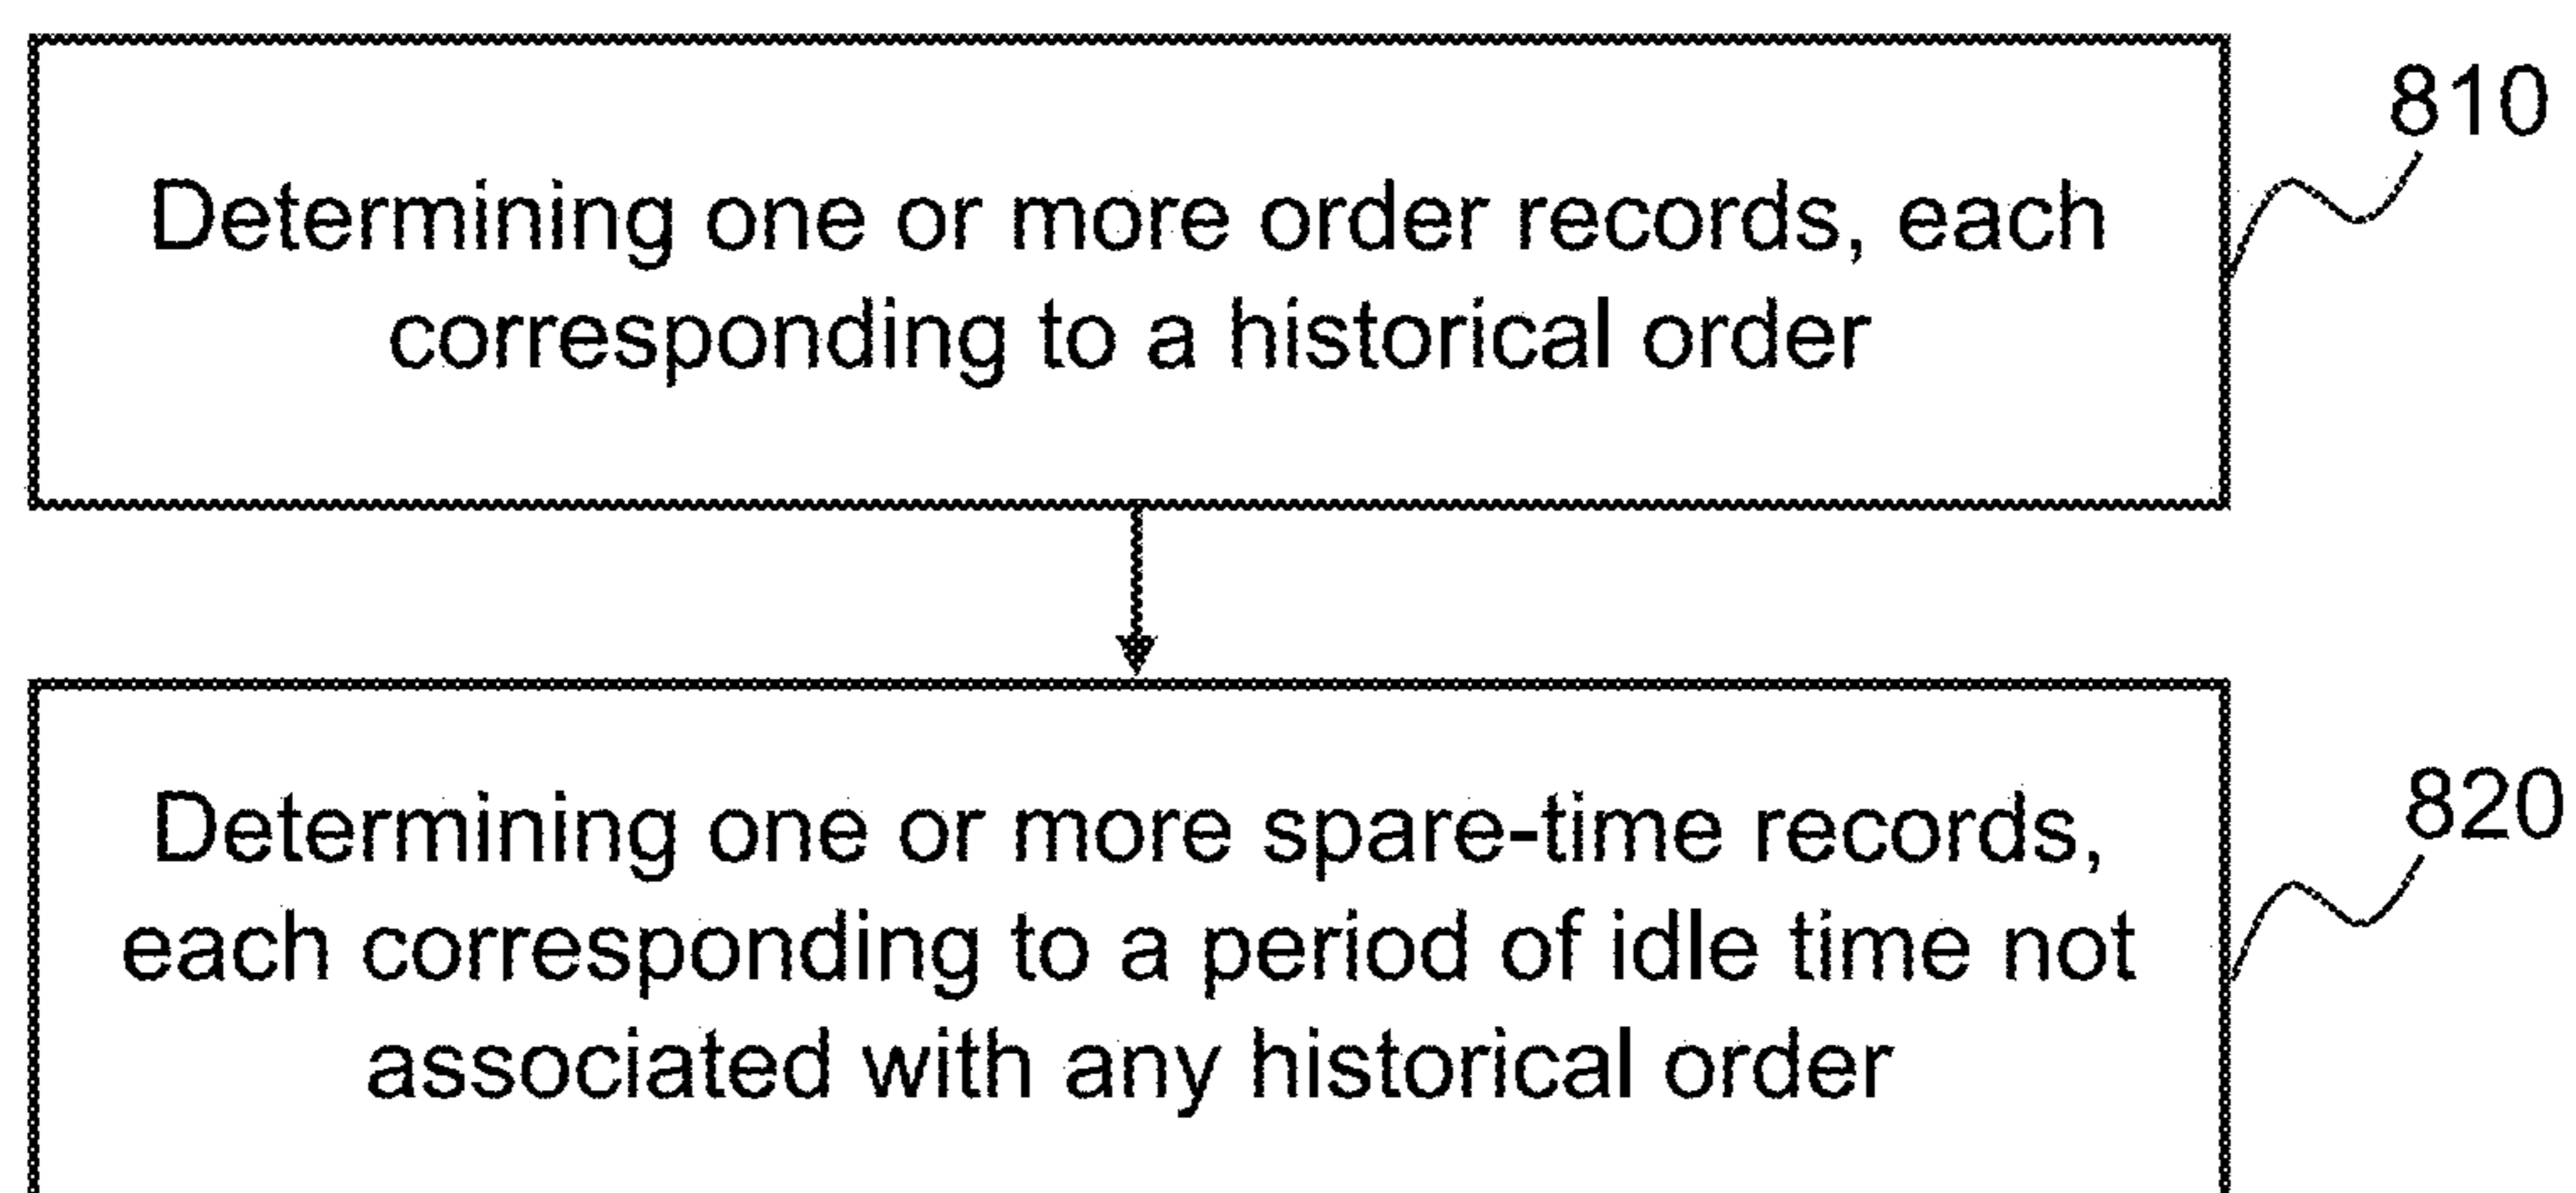 810
Determining one or more order records, each
corresponding to a historical order
820
Determining one or more spare-time records,
each corresponding to a period of idle time not
associated with any historical order